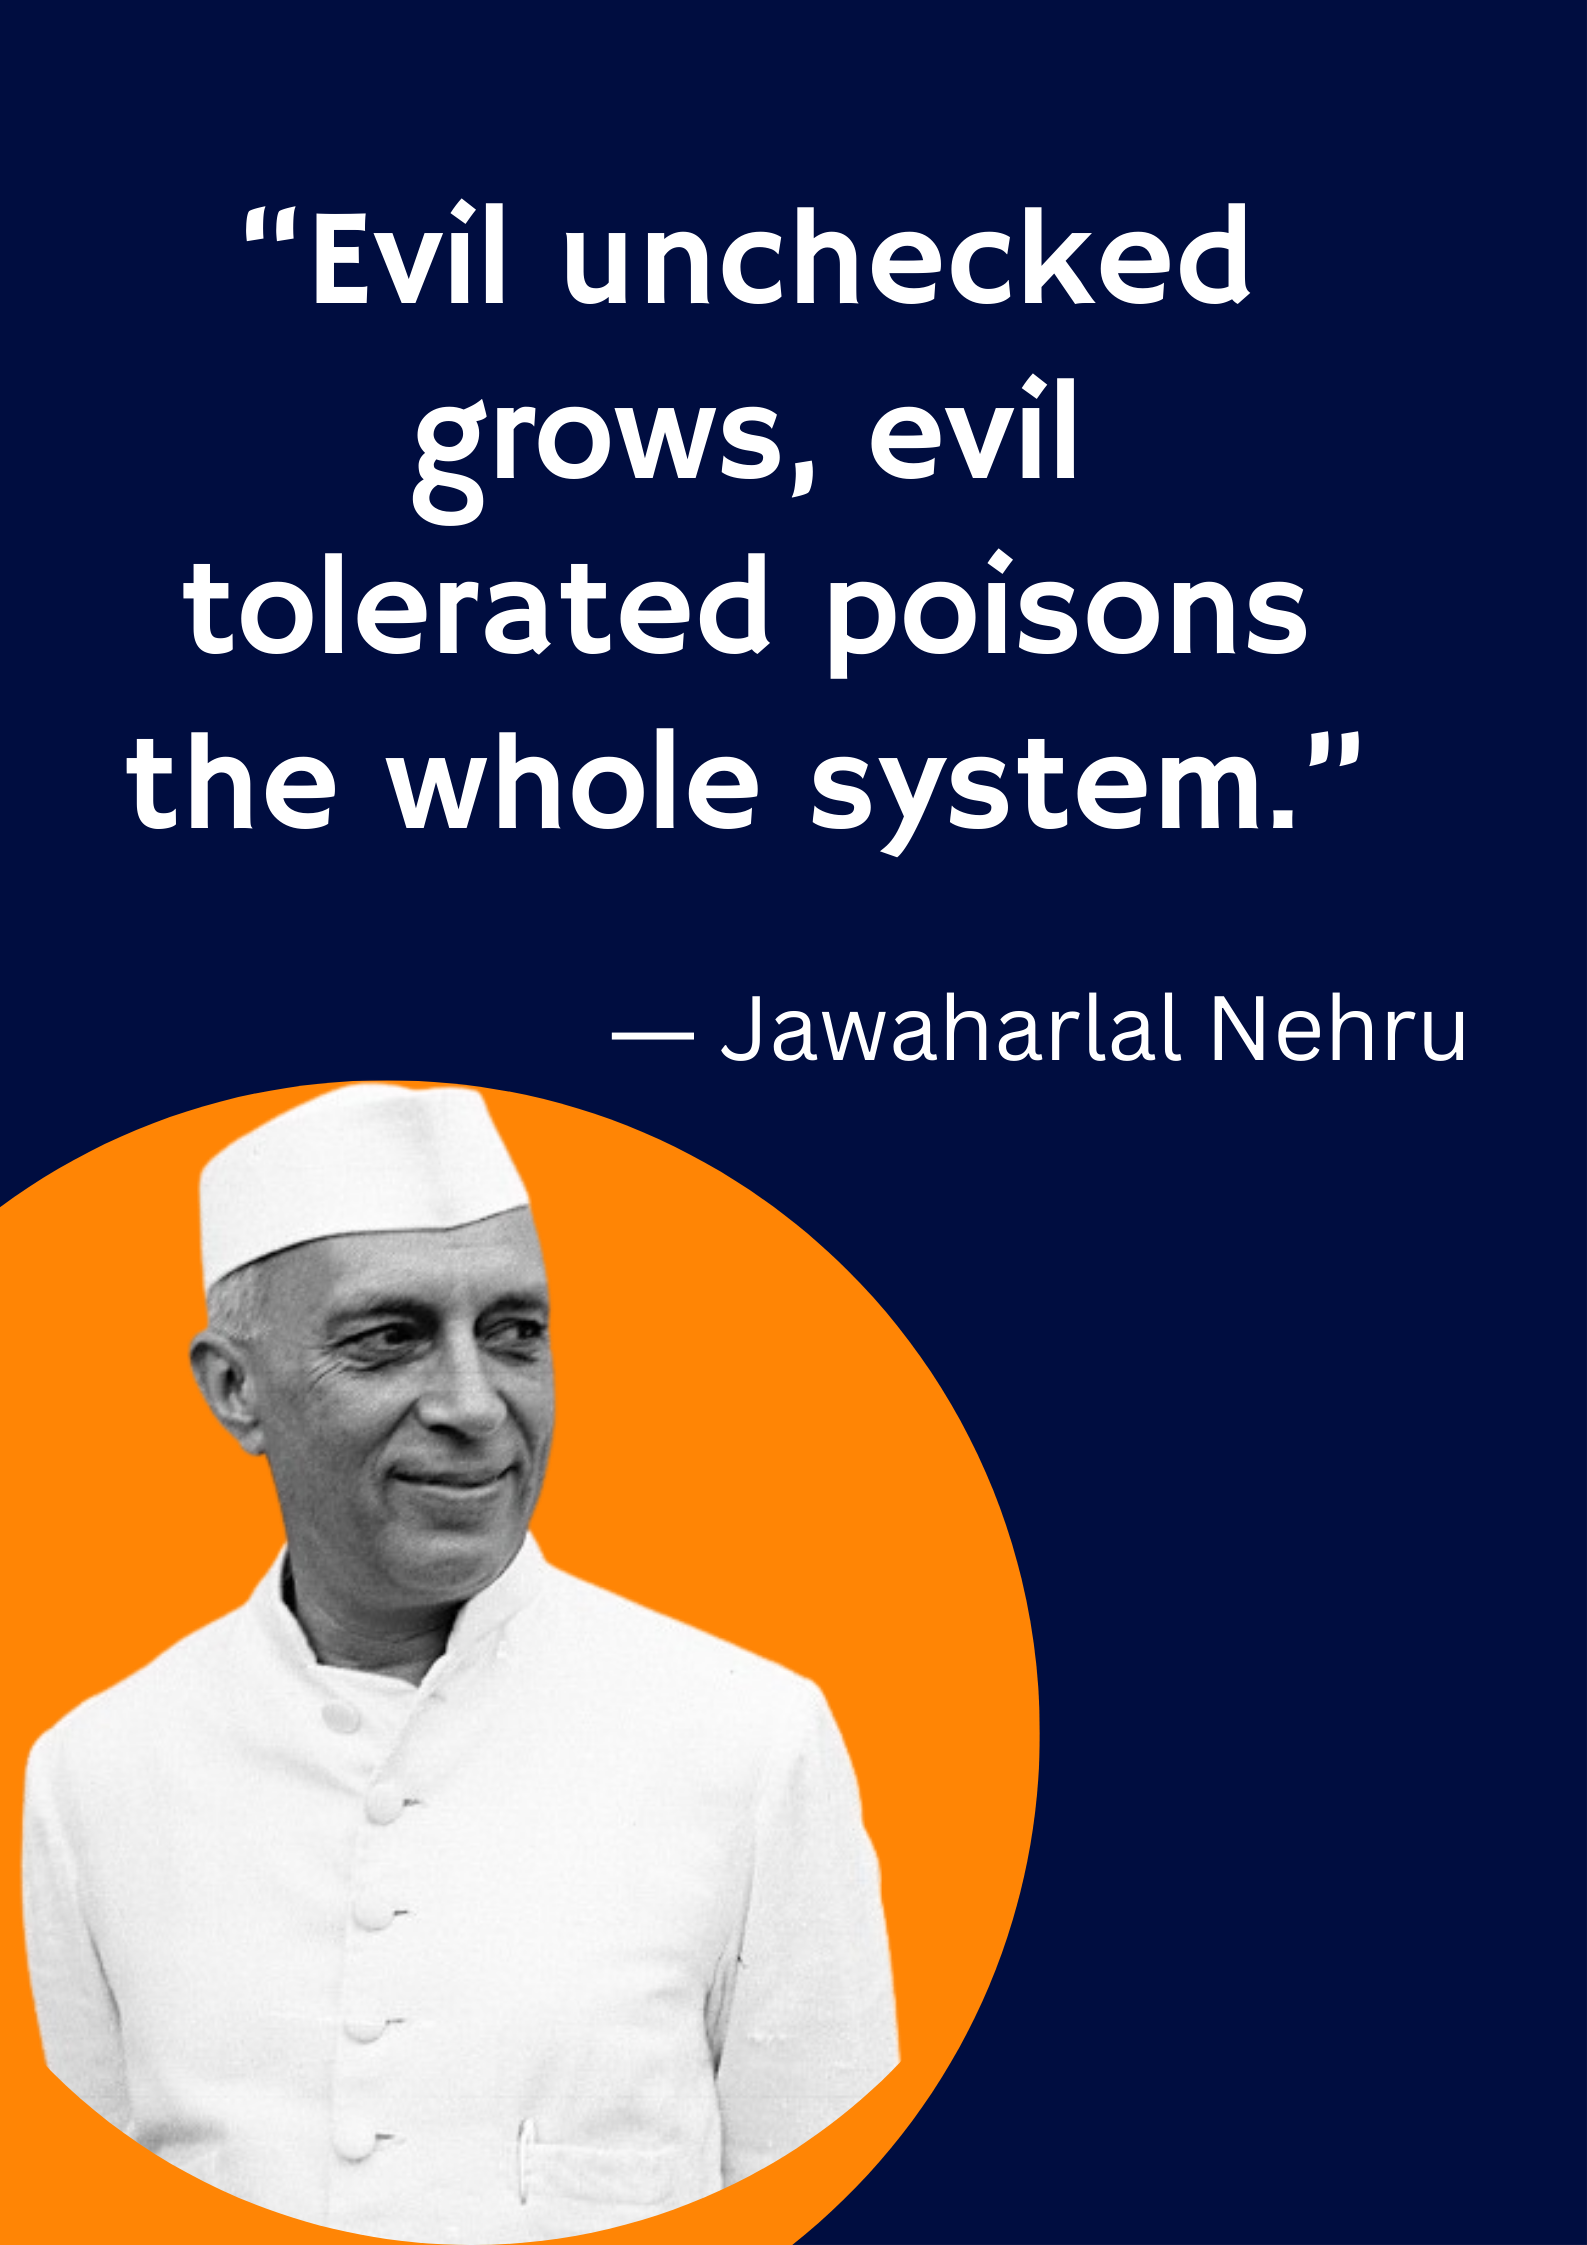 “Evil unchecked
grows, evil
tolerated poisons
the whole system.”
— Jawaharlal Nehru